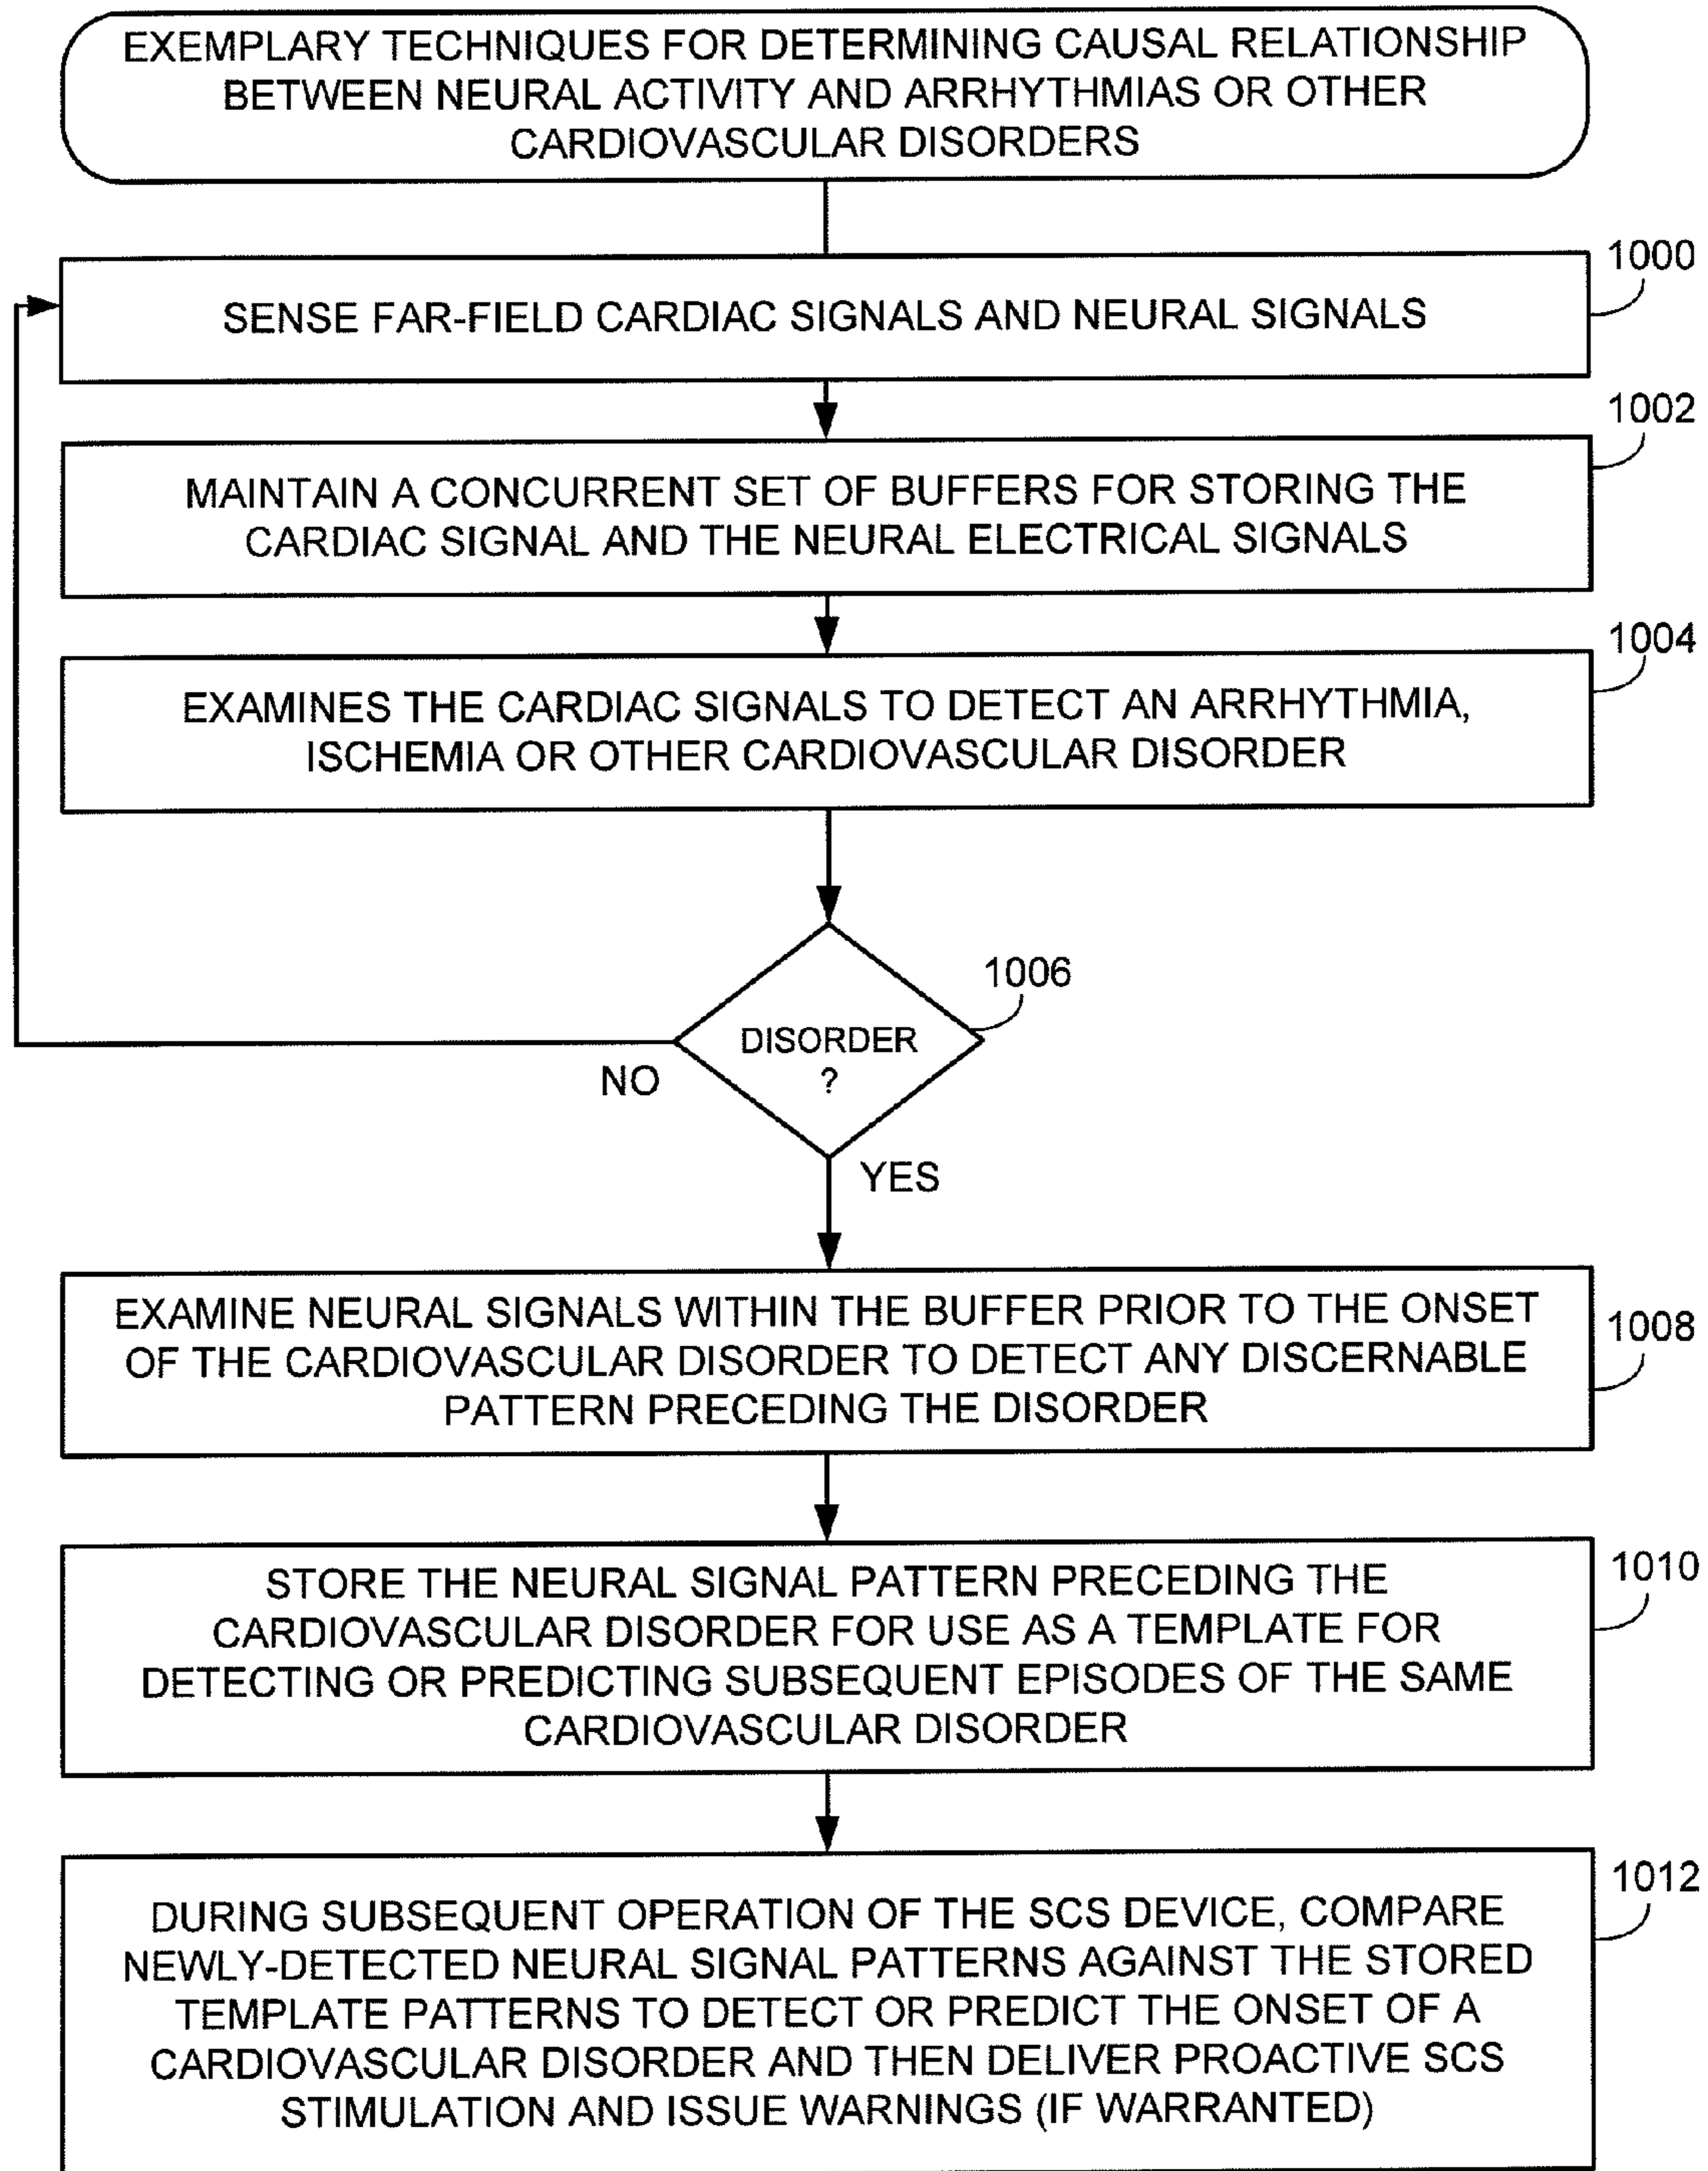 EXEMPLARY TECHNIQUES FOR DETERMINING CAUSAL RELATIONSHIP
BETWEEN NEURAL ACTIVITY AND ARRHYTHMIAS OR OTHER
CARDIOVASCULAR DISORDERS
1000
SENSE FAR-FIELD CARDIAC SIGNALS AND NEURAL SIGNALS
1002
MAINTAIN A CONCURRENT SET OF BUFFERS FOR STORING THE
CARDIAC SIGNAL AND THE NEURAL ELECTRICAL SIGNALS
1004
EXAMINES THE CARDIAC SIGNALS TO DETECT AN ARRHYTHMIA,
ISCHEMIA OR OTHER CARDIOVASCULAR DISORDER
1006
DISORDER
?
NO
YES
EXAMINE NEURAL SIGNALS WITHIN THE BUFFER PRIOR TO THE ONSET
OF THE CARDIOVASCULAR DISORDER TO DETECT ANY DISCERNABLE
PATTERN PRECEDING THE DISORDER
1008
STORE THE NEURAL SIGNAL PATTERN PRECEDING THE
CARDIOVASCULAR DISORDER FOR USE AS A TEMPLATE FOR
DETECTING OR PREDICTING SUBSEQUENT EPISODES OF THE SAME
CARDIOVASCULAR DISORDER
1010
1012
DURING SUBSEQUENT OPERATION OF THE SCS DEVICE, COMPARE
NEWLY-DETECTED NEURAL SIGNAL PATTERNS AGAINST THE STORED
TEMPLATE PATTERNS TO DETECT OR PREDICT THE ONSET OF A
CARDIOVASCULAR DISORDER AND THEN DELIVER PROACTIVE SCS
STIMULATION AND ISSUE WARNINGS (IF WARRANTED)